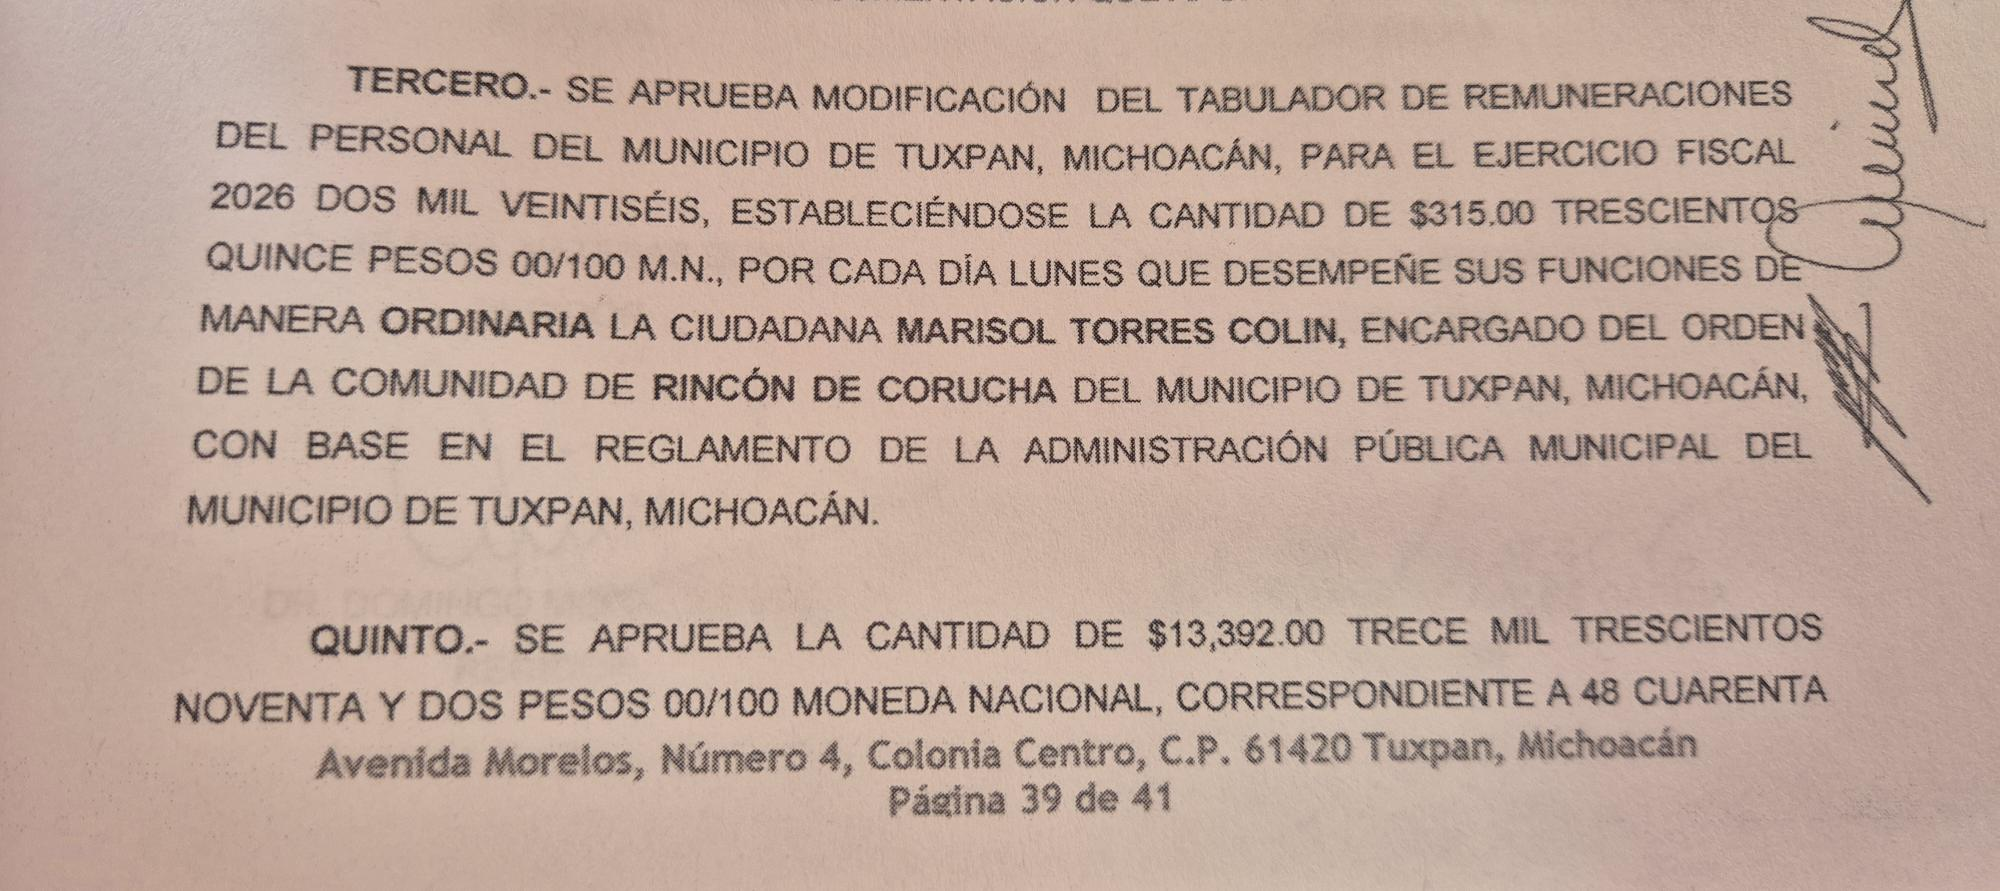 TERCERO.- SE APRUEBA MODIFICACIÓN DEL TABULADOR DE REMUNERACIONES
DEL PERSONAL DEL MUNICIPIO DE TUXPAN, MICHOACÁN, PARA EL EJERCICIO FISCAL
2026 DOS MIL VEINTISÉIS, ESTABLECIÉNDOSE LA CANTIDAD DE $315.00 TRESCIENTOS
QUINCE PESOS 00/100 M.N., POR CADA DÍA LUNES QUE DESEMPEÑE SUS FUNCIONES DE
MANERA ORDINARIA LA CIUDADANA MARISOL TORRES COLIN, ENCARGADO DEL ORDEN
DE LA COMUNIDAD DE RINCÓN DE CORUCHA DEL MUNICIPIO DE TUXPAN, MICHOACÁN,
CON BASE EN EL REGLAMENTO DE LA ADMINISTRACIÓN PÚBLICA MUNICIPAL DEL
MUNICIPIO DE TUXPAN, MICHOACÁN.
QUINTO.- SE APRUEBA LA CANTIDAD DE $13,392.00 TRECE MIL TRESCIENTOS
NOVENTA Y DOS PESOS 00/100 MONEDA NACIONAL, CORRESPONDIENTE A 48 CUARENTA
Avenida Morelos, Número 4, Colonia Centro, C.P. 61420 Tuxpan, Michoacán
Página 39 de 41